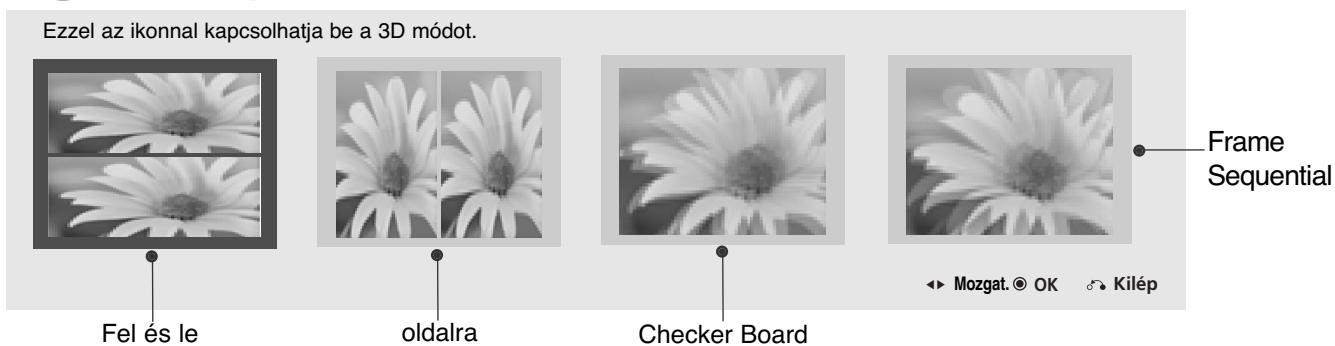 Ezzel az ikonnal kapcsolhatja be a 3D módot.
Frame
Sequential
Mozgat. OK Kilép
Fel és le oldalra Checker Board